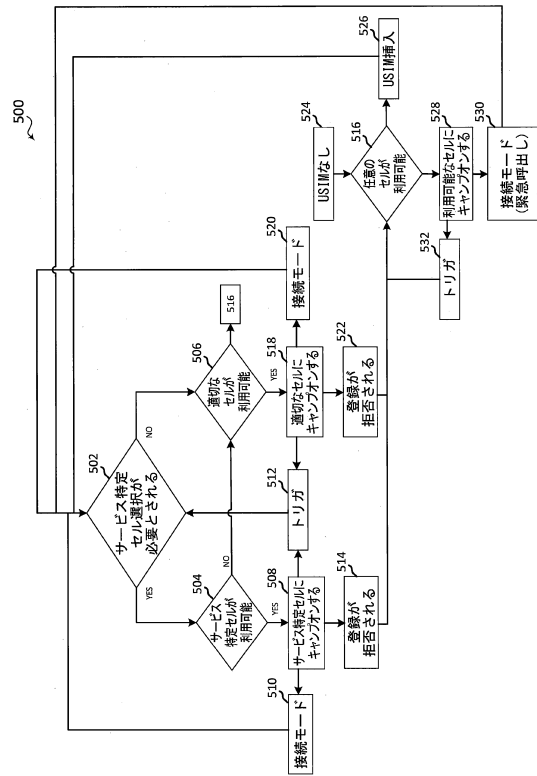 500
502
サービス特定
セル選択が
必要とされる
YES
NO
504
サービス
特定セルが
利用可能
NO
YES
506
適切な
セルが
利用可能
YES
516
510
接続モード
508
サービス特定セルに
キャンプオンする
512
トリガ
518
適切なセルに
キャンプオンする
520
接続モード
514
登録が
拒否される
522
登録が
拒否される
524
USIMなし
516
任意の
セルが
利用可能
526
USIM挿入
528
利用可能なセルに
キャンプオンする
532
トリガ
530
接続モード
(緊急呼出し)